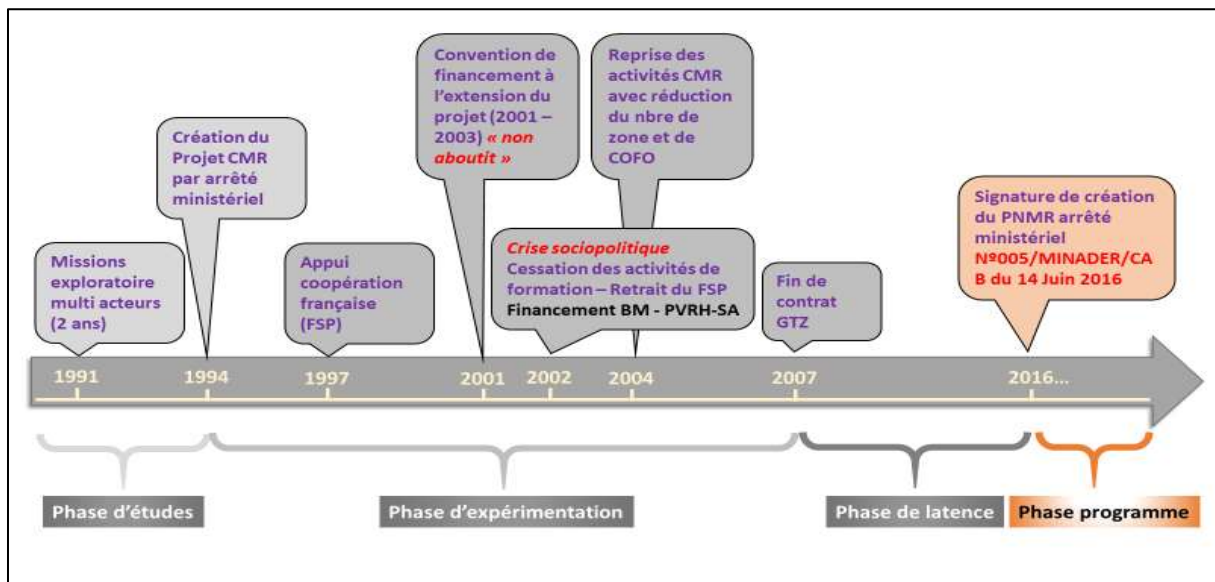 Missions
exploratoire
multi acteurs
(2 ans)
Création du
Projet CMR
par arrêté
ministériel
Appui
coopération
française
(FSP)
Convention de
financement à
l'extension du
projet (2001 –
2003) « non
aboutit »
Crise sociopolitique
Cessation des activités de
formation – Retrait du FSP
Financement BM - PVRH-SA
Reprise des
activités CMR
avec réduction
du nbre de
zone et de
COFO
Fin de
contrat
GTZ
Signature de création
du PNMR arrêté
ministériel
Nº005/MINADER/CA
B du 14 Juin 2016
1991
1994
1997
2001
2002
2004
2007
2016...
Phase d'études
Phase d'expérimentation
Phase de latence
Phase programme